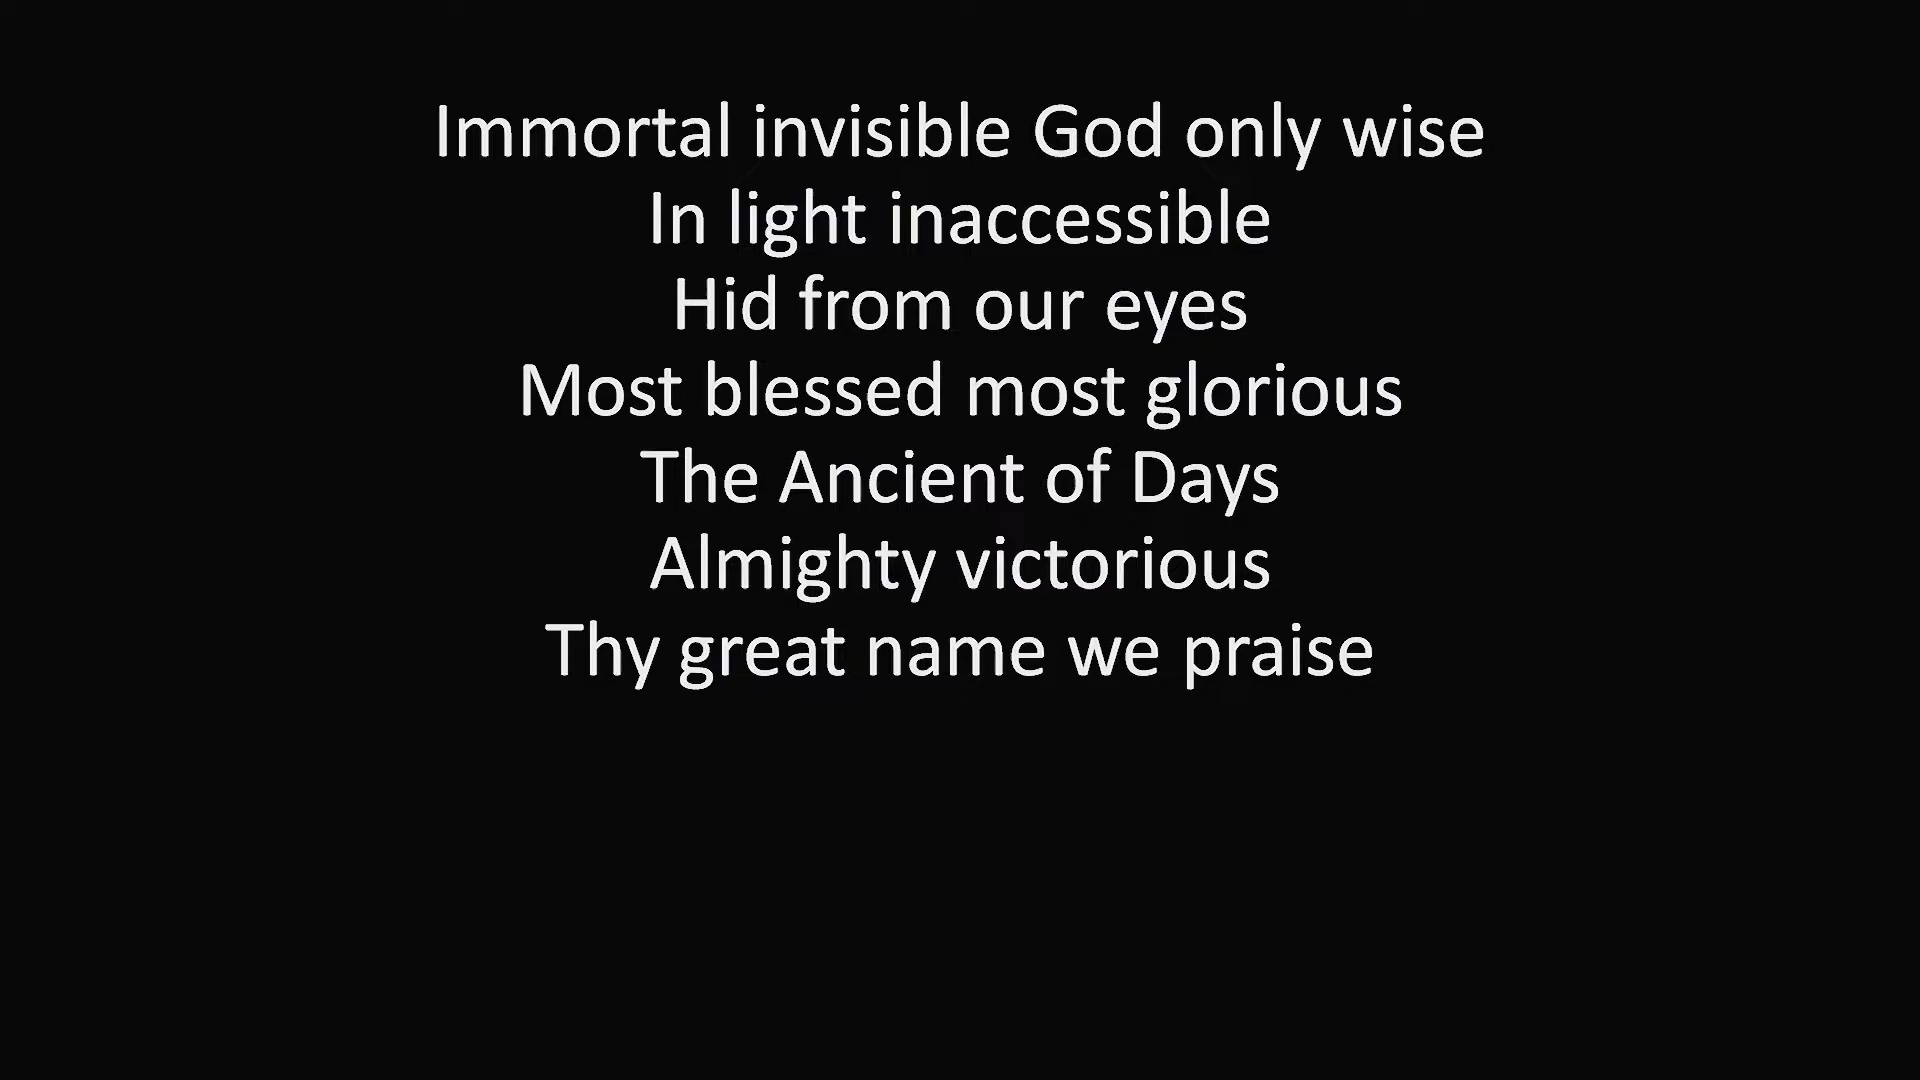 Immortal invisible God only wise
In light inaccessible
Hid from our eyes
Most blessed most glorious
The Ancient of Days
Almighty victorious
Thy great name we praise